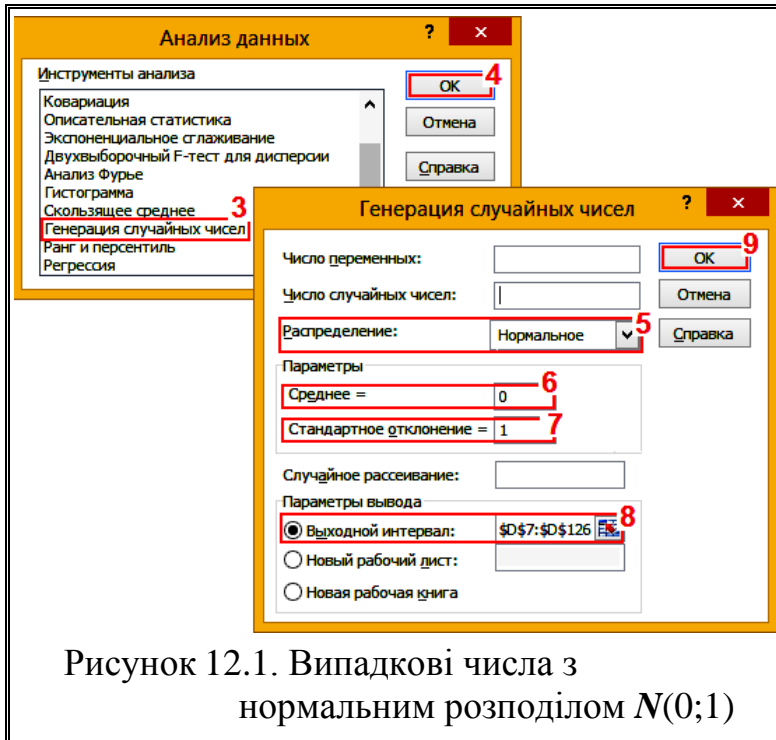 Анализ данных ? ×
Инструменты анализа
Ковариация
Описательная статистика
Экспоненциальное сглаживание
Двухвыборочный F-тест для дисперсии
Анализ Фурье
Гистограмма
Скользящее среднее
3
Генерация случайных чисел
Ранг и персентиль
Регрессия
OK 4
Отмена
Справка
Генерация случайных чисел ? ×
Число переменных:
Число случайных чисел:
Распределение: Нормальное 5
Параметры
Среднее = 0 6
Стандартное отклонение = 1 7
Случайное рассеивание:
Параметры вывода
Выходной интервал: $D$7:$D$126 8
Новый рабочий лист:
Новая рабочая книга
OK 9
Отмена
Справка
Рисунок 12.1. Випадкові числа з
нормальним розподілом N(0;1)